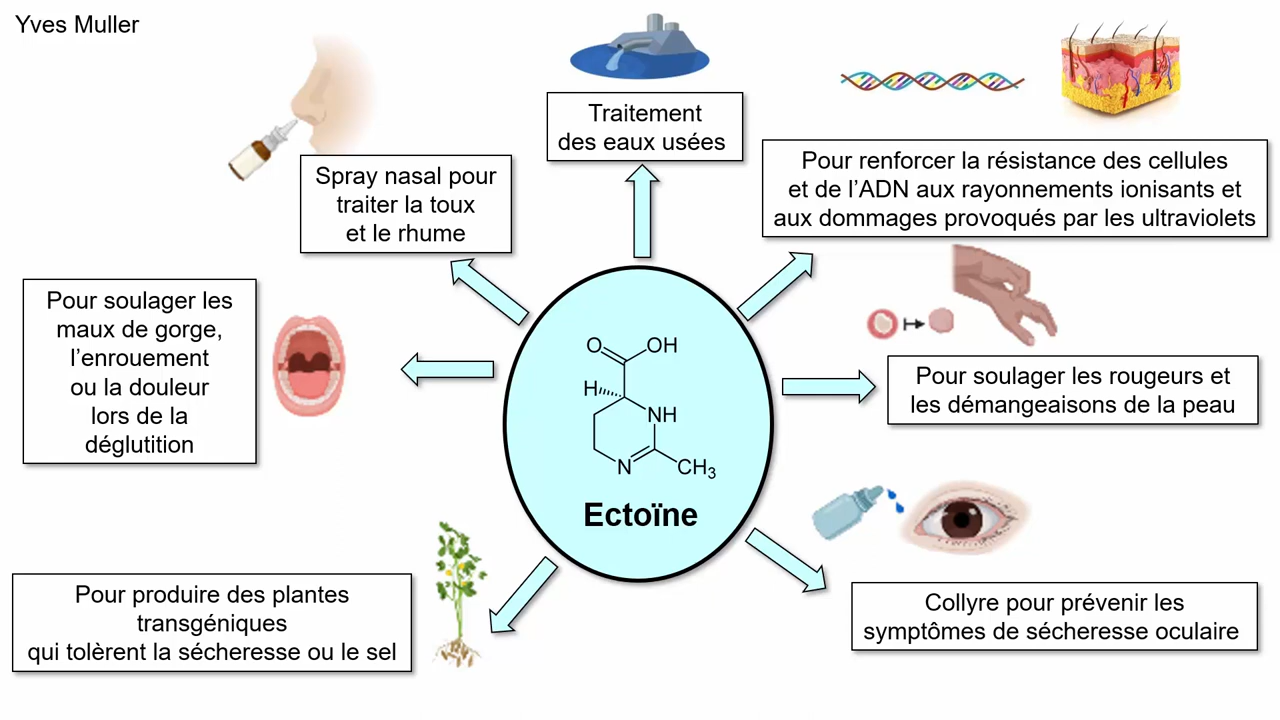 Yves Muller
Traitement
des eaux usées
Spray nasal pour
traiter la toux
et le rhume
Pour renforcer la résistance des cellules
et de l’ADN aux rayonnements ionisants et
aux dommages provoqués par les ultraviolets
Pour soulager les
maux de gorge,
l’enrouement
ou la douleur
lors de la
déglutition
O
OH
H
NH
N
CH3
Ectoïne
Pour soulager les rougeurs et
les démangeaisons de la peau
Pour produire des plantes
transgéniques
qui tolèrent la sécheresse ou le sel
Collyre pour prévenir les
symptômes de sécheresse oculaire